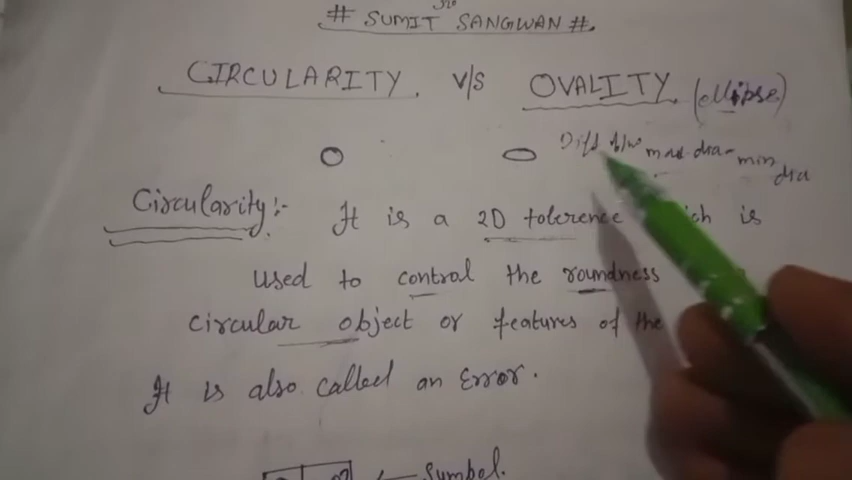 # SUMIT SANGWAN #
CIRCULARITY V/S OVALITY (ellipse)
Diff. b/w max dia - min dia
Circularity :- It is a 2D tolerence which is
used to control the roundness
circular object or features of the
It is also called an Error.
Symbol.